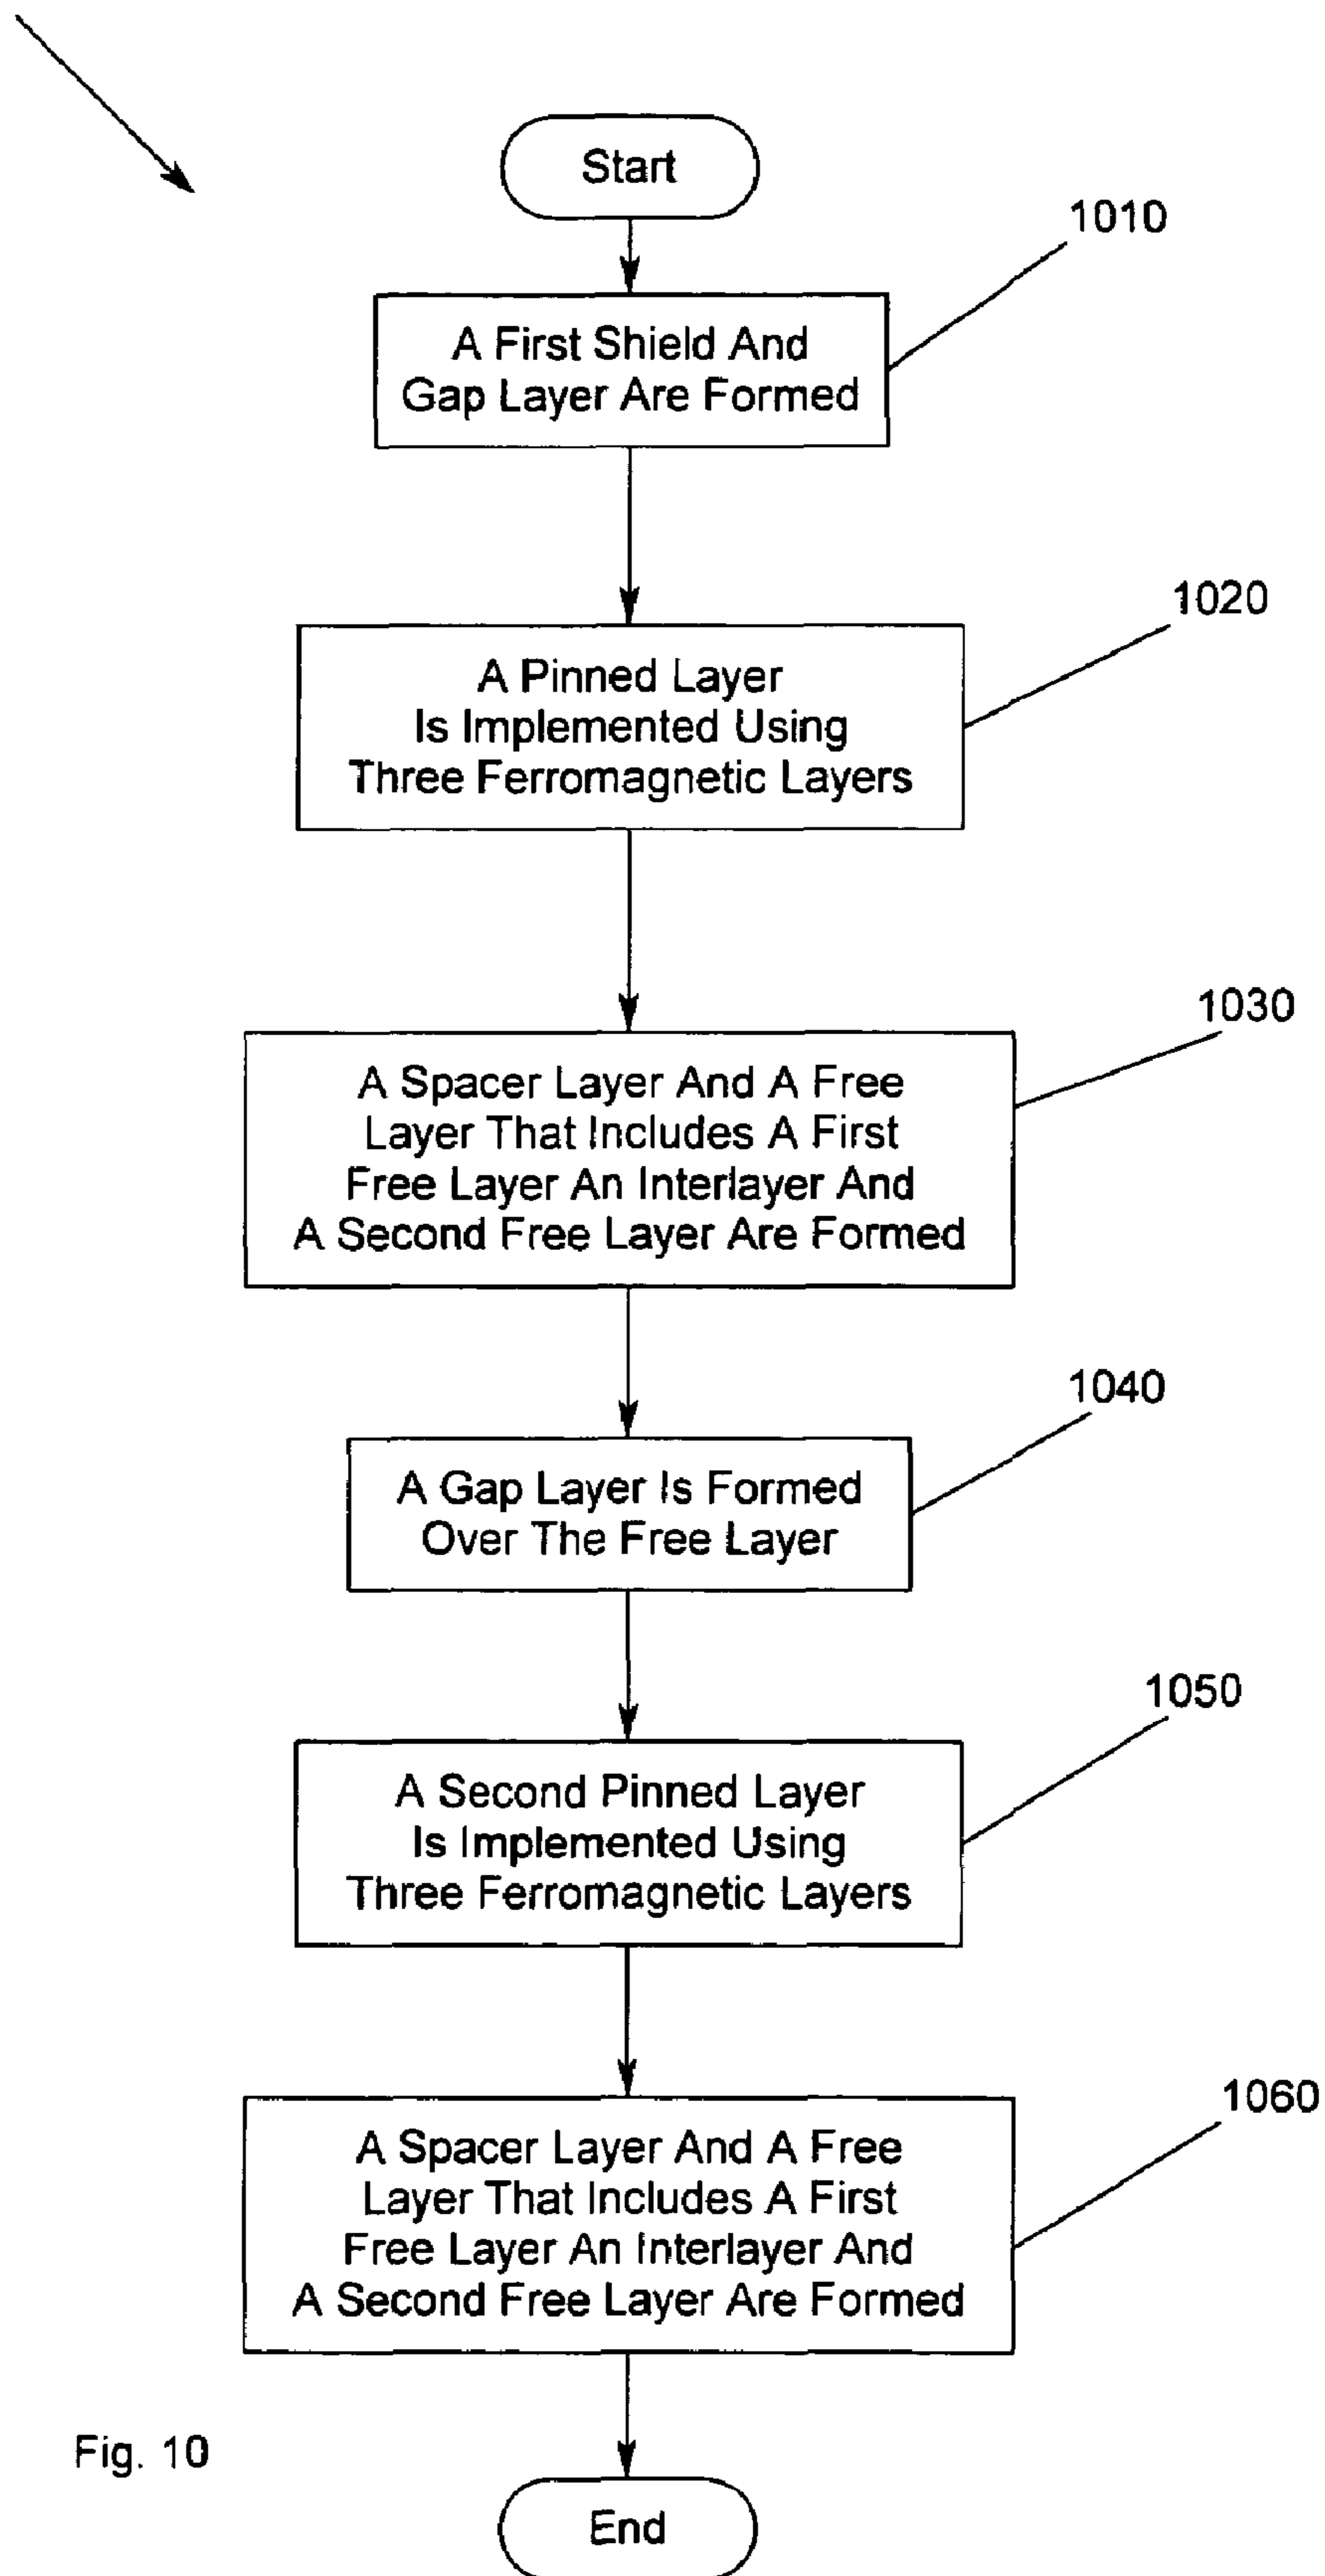 Start
1010
A First Shield And
Gap Layer Are Formed
1020
A Pinned Layer
Is Implemented Using
Three Ferromagnetic Layers
1030
A Spacer Layer And A Free
Layer That Includes A First
Free Layer An Interlayer And
A Second Free Layer Are Formed
1040
A Gap Layer Is Formed
Over The Free Layer
1050
A Second Pinned Layer
Is Implemented Using
Three Ferromagnetic Layers
1060
A Spacer Layer And A Free
Layer That Includes A First
Free Layer An Interlayer And
A Second Free Layer Are Formed
Fig. 10
End